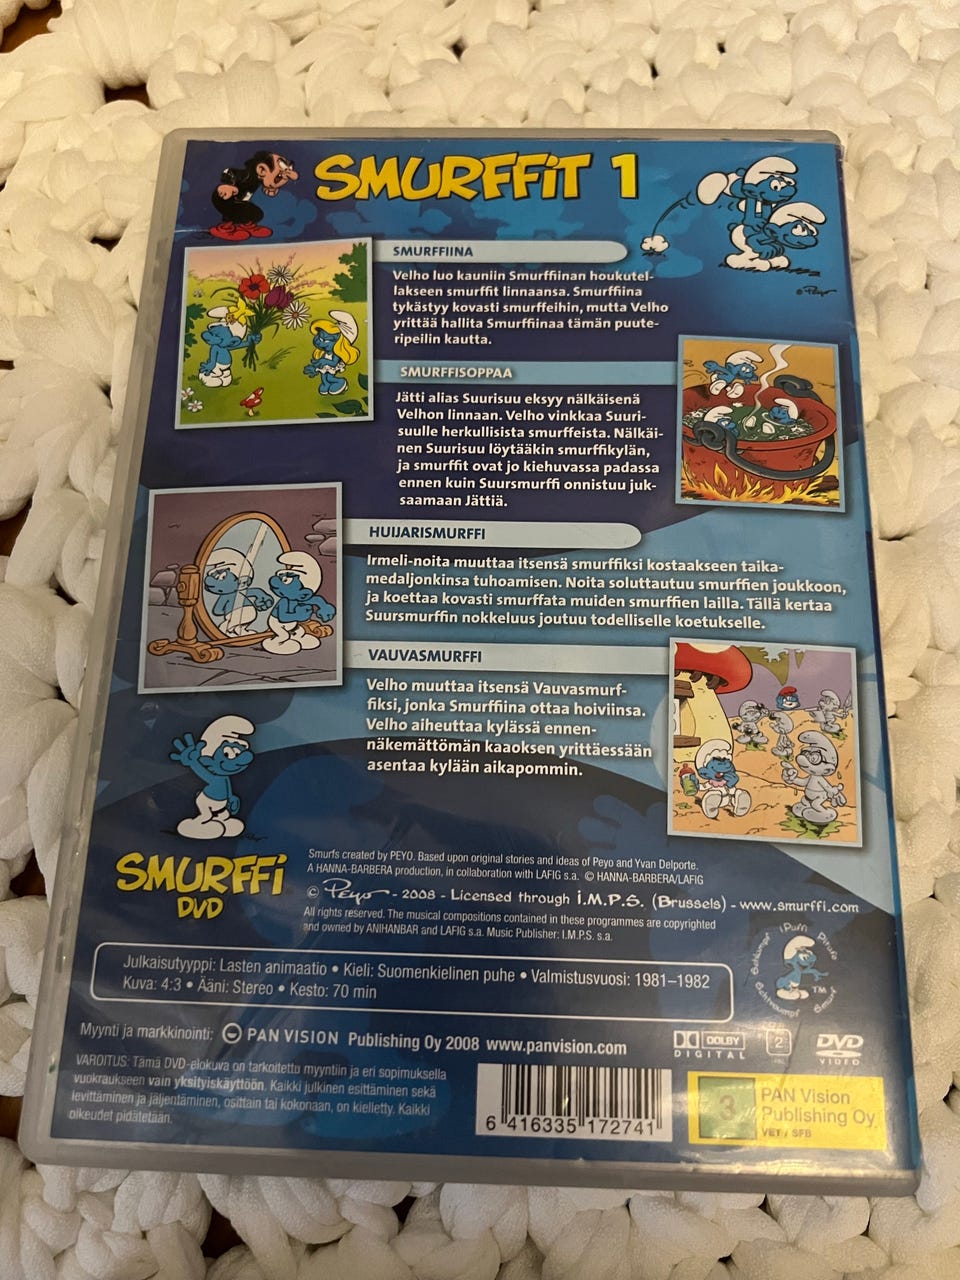 SMURFFIT 1
© Peyo
SMURFFIINA
Velho luo kauniin Smurffiinan houkutel-
lakseen smurffit linnaansa. Smurffiina
tykästyy kovasti smurffeihin, mutta Velho
yrittää hallita Smurffiinaa tämän puute-
ripeilin kautta.
SMURFFISOPPAA
Jätti alias Suurisuu eksyy nälkäisenä
Velhon linnaan. Velho vinkkaa Suuri-
suulle herkullisista smurffeista. Nälkäi-
nen Suurisuu löytääkin smurffikylän,
ja smurffit ovat jo kiehuvassa padassa
ennen kuin Suursmurffi onnistuu juk-
saamaan Jättiä.
HUIJARISMURFFI
Irmeli-noita muuttaa itsensä smurffiksi kostaakseen taika-
medaljonkinsa tuhoamisen. Noita soluttautuu smurffien joukkoon,
ja koettaa kovasti smurffata muiden smurffien lailla. Tällä kertaa
Suursmurffin nokkeluus joutuu todelliselle koetukselle.
VAUVASMURFFI
Velho muuttaa itsensä Vauvasmurf-
fiksi, jonka Smurffiina ottaa hoiviinsa.
Velho aiheuttaa kylässä ennen-
näkemättömän kaaoksen yrittäessään
asentaa kylään aikapommin.
Peyo
SMURFFI
DVD
Smurfs created by PEYO. Based upon original stories and ideas of Peyo and Yvan Delporte.
A HANNA-BARBERA production, in collaboration with LAFIG s.a. © HANNA-BARBERA/LAFIG
© Peyo - 2008 - Licensed through I.M.P.S. (Brussels) - www.smurffi.com
All rights reserved. The musical compositions contained in these programmes are copyrighted
and owned by ANIHANBAR and LAFIG s.a. Music Publisher: I.M.P.S. s.a.
Schlumpf iPuffi Pitufo Schtroumpf Smurf TM
Julkaisutyyppi: Lasten animaatio • Kieli: Suomenkielinen puhe • Valmistusvuosi: 1981–1982
Kuva: 4:3 • Ääni: Stereo • Kesto: 70 min
Myynti ja markkinointi: PAN VISION Publishing Oy 2008 www.panvision.com
DOLBY
DIGITAL
2
DVD
VIDEO
VAROITUS: Tämä DVD-elokuva on tarkoitettu myyntiin ja eri sopimuksella
vuokraukseen vain yksityiskäyttöön. Kaikki julkinen esittäminen sekä
levittäminen ja jäljentäminen, osittain tai kokonaan, on kielletty. Kaikki
oikeudet pidätetään.
6 416335 172741
3
PAN Vision
Publishing Oy
VET / SFB